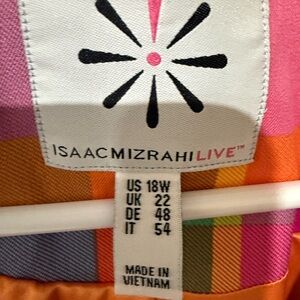 ISAACMIZRAHILIVE™
US 18W
UK 22
DE 48
IT 54
MADE IN
VIETNAM